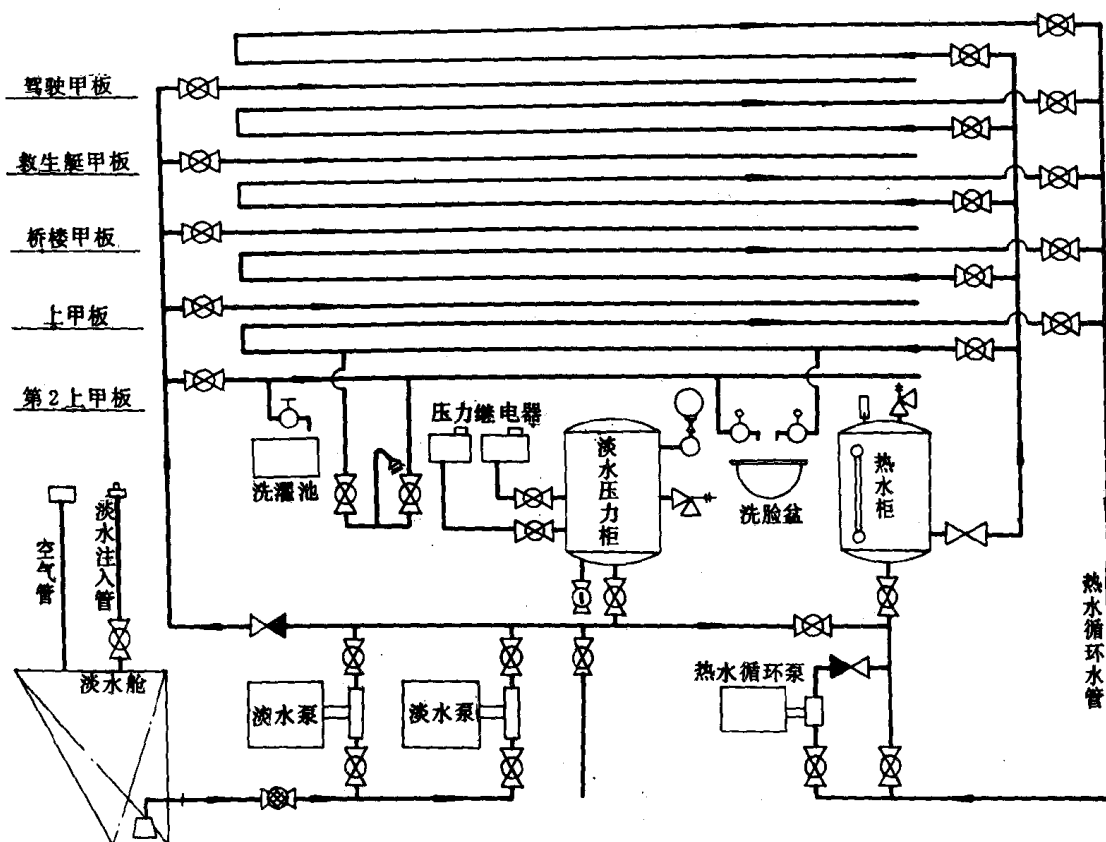 驾驶甲板
救生艇甲板
桥楼甲板
上甲板
第2上甲板
压力继电器
洗濯池
淡水压力柜
洗脸盆
热水柜
空气管
淡水注入管
淡水舱
淡水泵
淡水泵
热水循环泵
热水循环水管